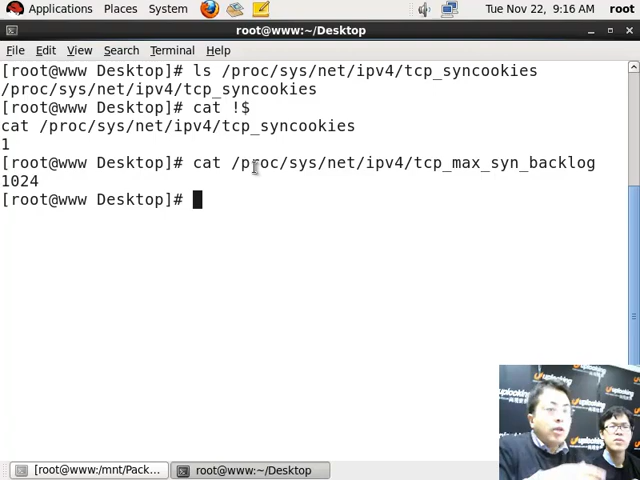 Applications Places System Tue Nov 22, 9:16 AM root
root@www:~/Desktop
File Edit View Search Terminal Help
[root@www Desktop]# ls /proc/sys/net/ipv4/tcp_syncookies
/proc/sys/net/ipv4/tcp_syncookies
[root@www Desktop]# cat !$
cat /proc/sys/net/ipv4/tcp_syncookies
1
[root@www Desktop]# cat /proc/sys/net/ipv4/tcp_max_syn_backlog
1024
[root@www Desktop]#
uplooking
uplooking
uplooking
[root@www:/mnt/Pack... root@www:~/Desktop